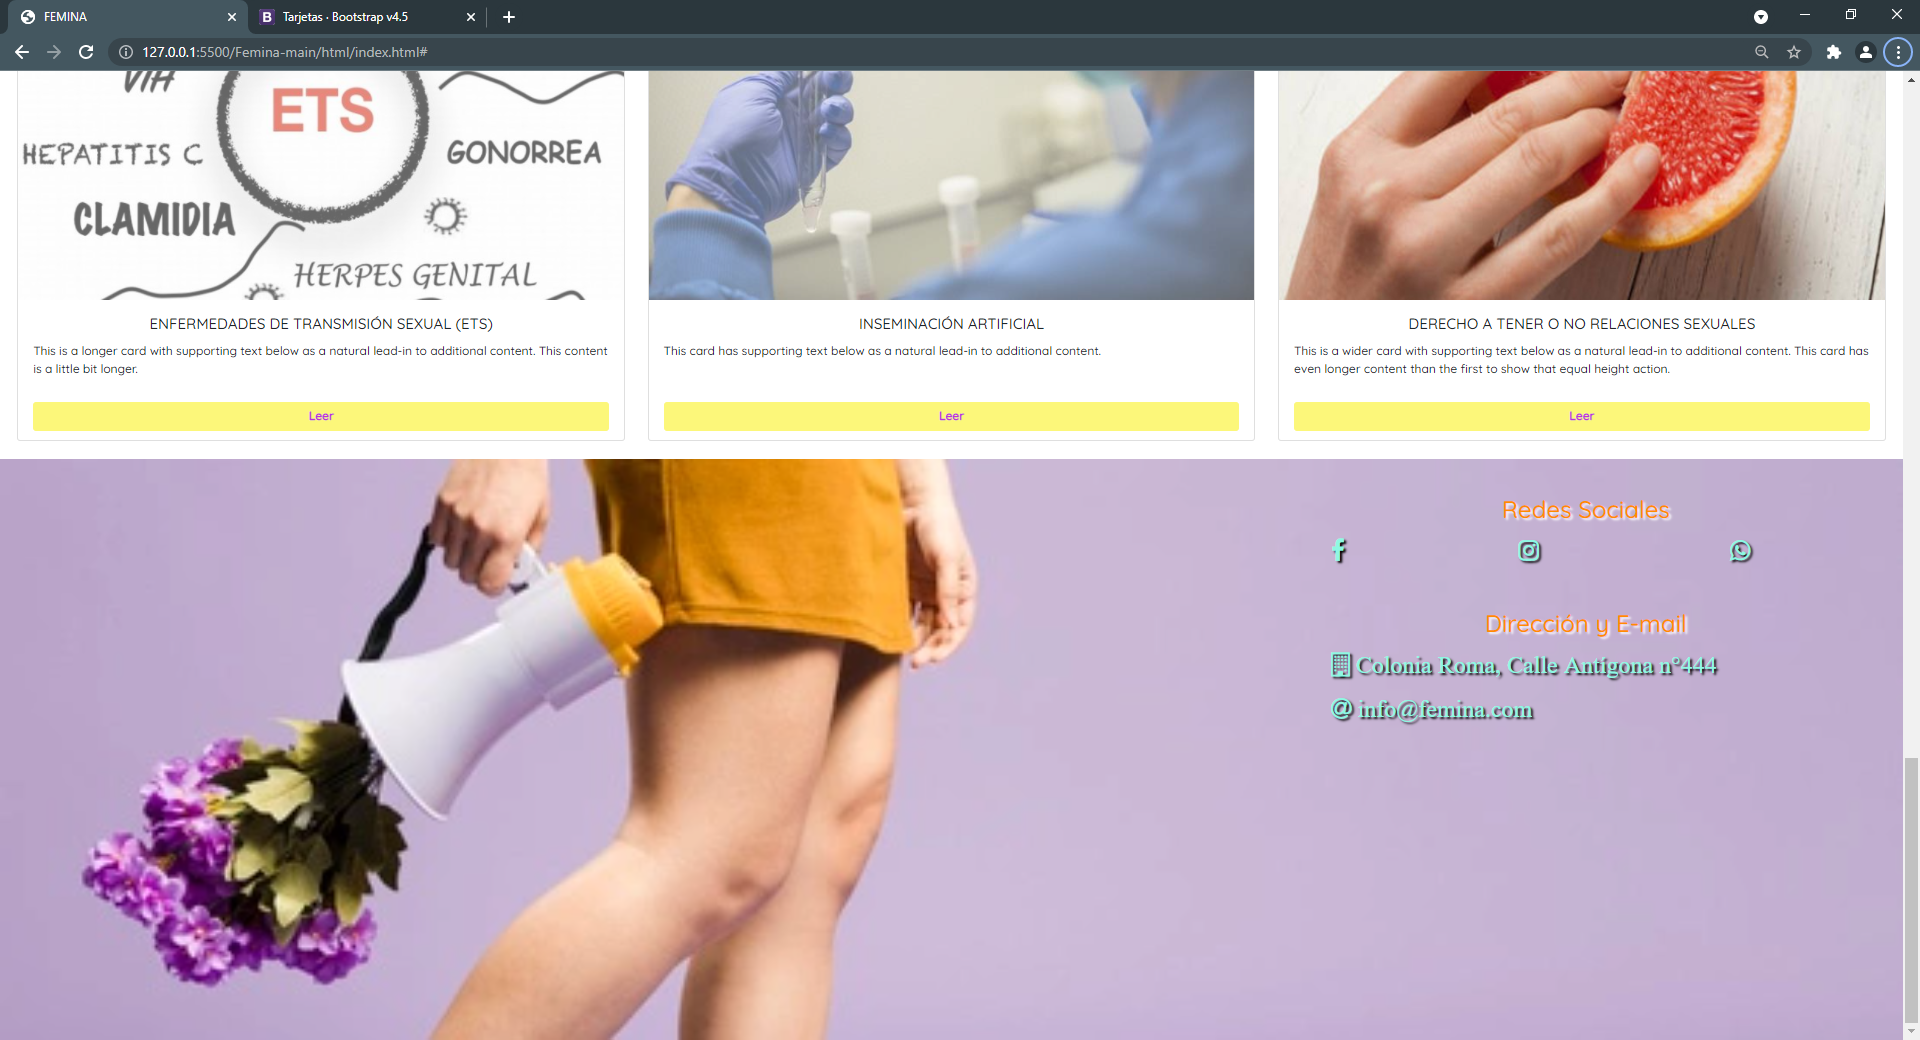 FEMINA
Tarjetas · Bootstrap v4.5
127.0.0.1:5500/Femina-main/html/index.html#
VIH
ETS
HEPATITIS C
GONORREA
CLAMIDIA
HERPES GENITAL
ENFERMEDADES DE TRANSMISIÓN SEXUAL (ETS)
This is a longer card with supporting text below as a natural lead-in to additional content. This content
is a little bit longer.
Leer
INSEMINACIÓN ARTIFICIAL
This card has supporting text below as a natural lead-in to additional content.
Leer
DERECHO A TENER O NO RELACIONES SEXUALES
This is a wider card with supporting text below as a natural lead-in to additional content. This card has
even longer content than the first to show that equal height action.
Leer
Redes Sociales
Dirección y E-mail
Colonia Roma, Calle Antígona n°444
info@femina.com